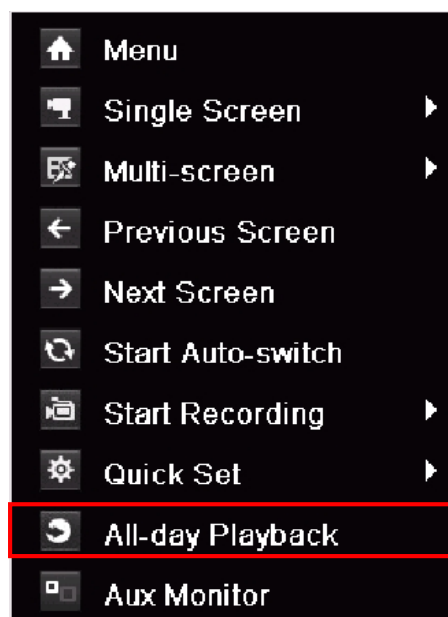 Menu
Single Screen
Multi-screen
Previous Screen
Next Screen
Start Auto-switch
Start Recording
Quick Set
All-day Playback
Aux Monitor